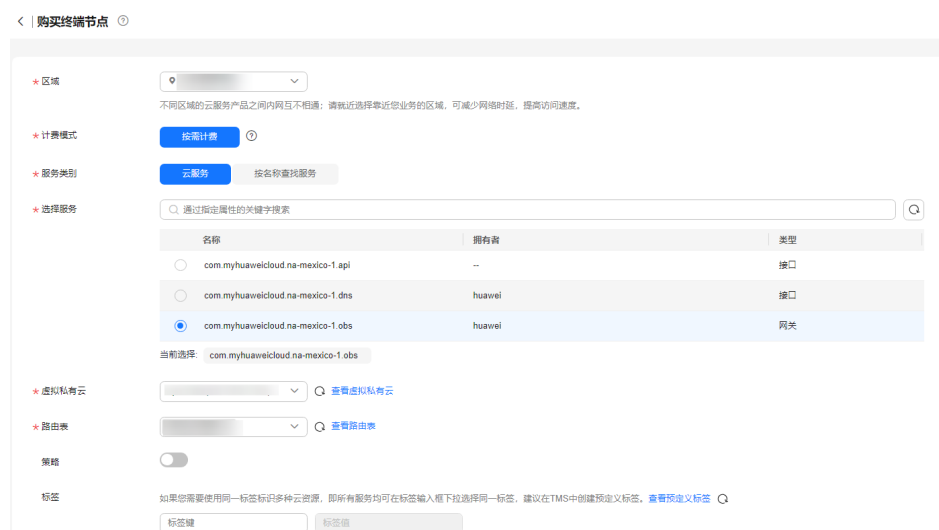 购买终端节点
* 区域
不同区域的云服务产品之间内网互不相通;请就近选择靠近您业务的区域,可减少网络时延,提高访问速度。
* 计费模式 按需计费
* 服务类别 云服务 按名称查找服务
* 选择服务 通过指定属性的关键字搜索
名称 拥有者 类型
com.myhuaweicloud.na-mexico-1.api -- 接口
com.myhuaweicloud.na-mexico-1.dns huawei 接口
com.myhuaweicloud.na-mexico-1.obs huawei 网关
当前选择: com.myhuaweicloud.na-mexico-1.obs
* 虚拟私有云 查看虚拟私有云
* 路由表 查看路由表
策略
标签 如果您需要使用同一标签标识多种云资源,即所有服务均可在标签输入框下拉选择同一标签,建议在TMS中创建预定义标签。查看预定义标签
标签键 标签值